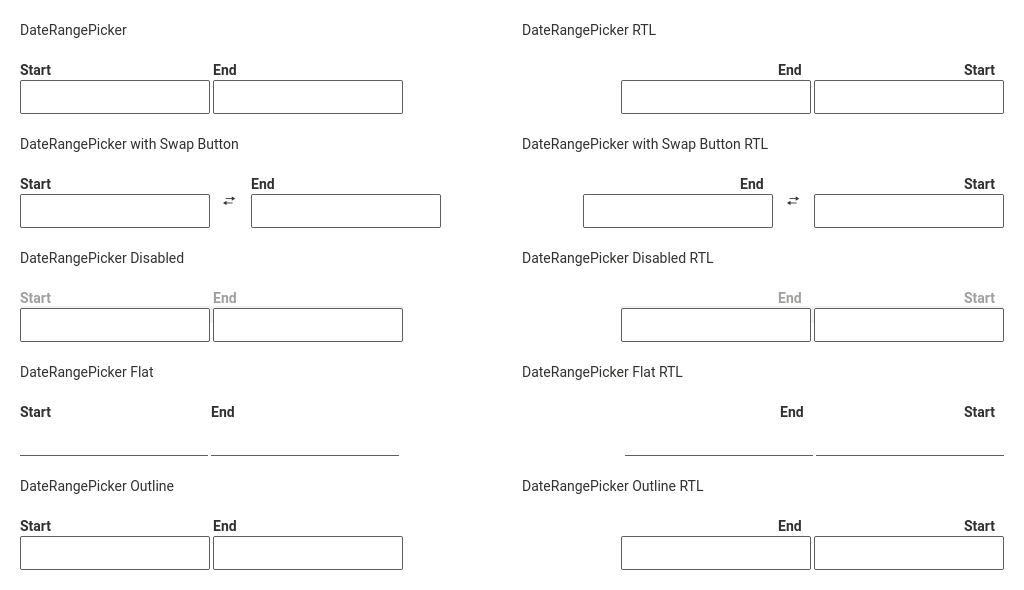 DateRangePicker
Start End
DateRangePicker with Swap Button
Start End
DateRangePicker Disabled
Start End
DateRangePicker Flat
Start End
DateRangePicker Outline
Start End
DateRangePicker RTL
End Start
DateRangePicker with Swap Button RTL
End Start
DateRangePicker Disabled RTL
End Start
DateRangePicker Flat RTL
End Start
DateRangePicker Outline RTL
End Start